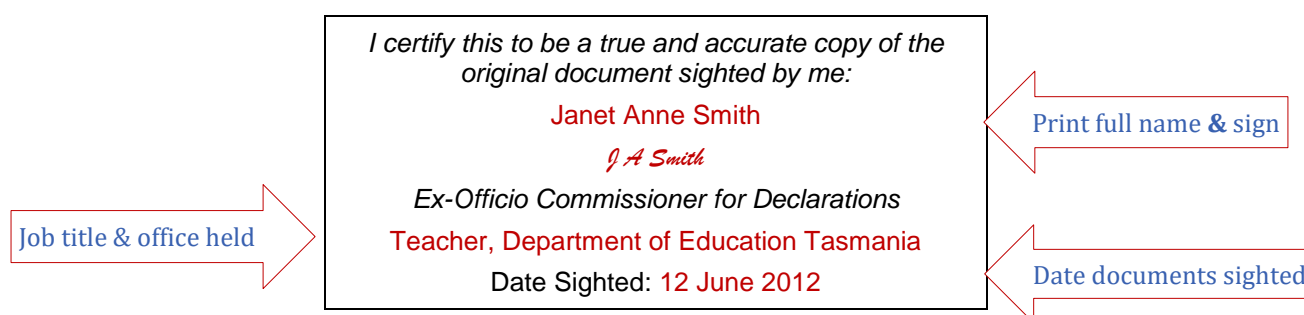 I certify this to be a true and accurate copy of the
original document sighted by me:
Janet Anne Smith
Print full name & sign
J A Smith
Ex-Officio Commissioner for Declarations
Job title & office held
Teacher, Department of Education Tasmania
Date Sighted: 12 June 2012
Date documents sighted